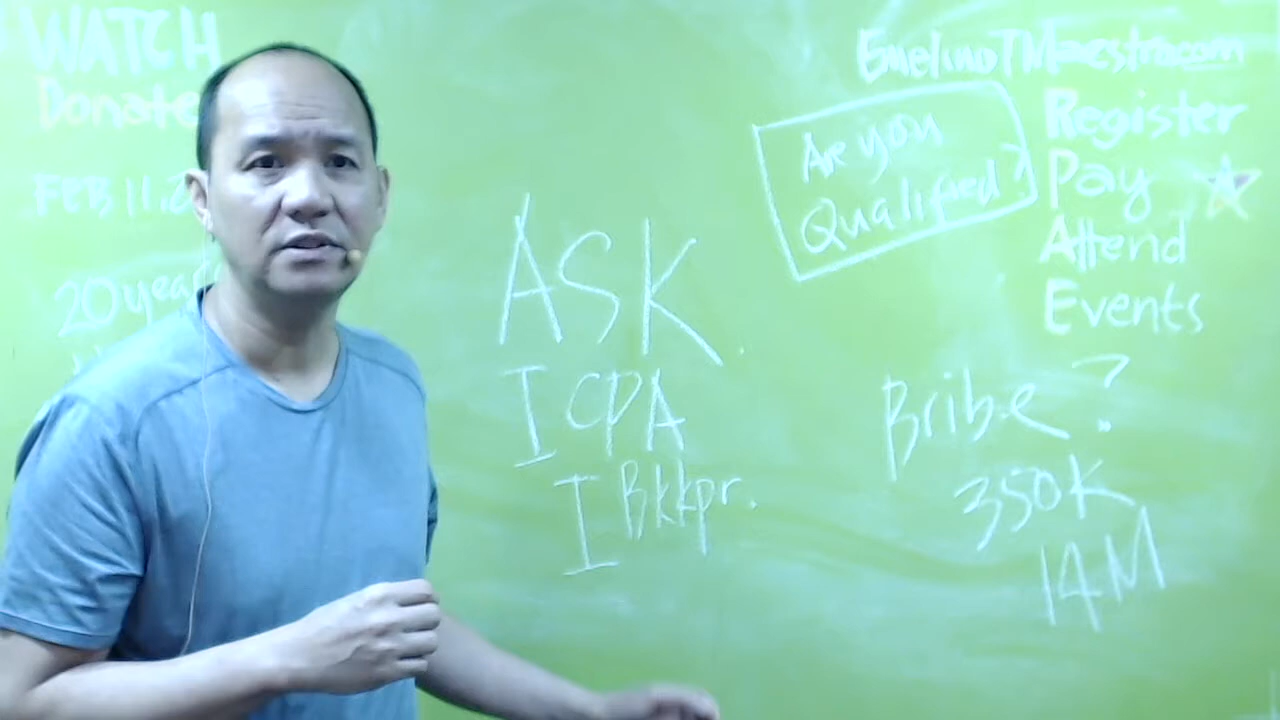 WATCH
Donate
FEB 11, 2
20 year
EmelinoTMaestro.com
Are you
Qualified?
Register
Pay
Attend
Events
ASK.
I CPA
I Bkkpr.
Bribe?
350K
14M